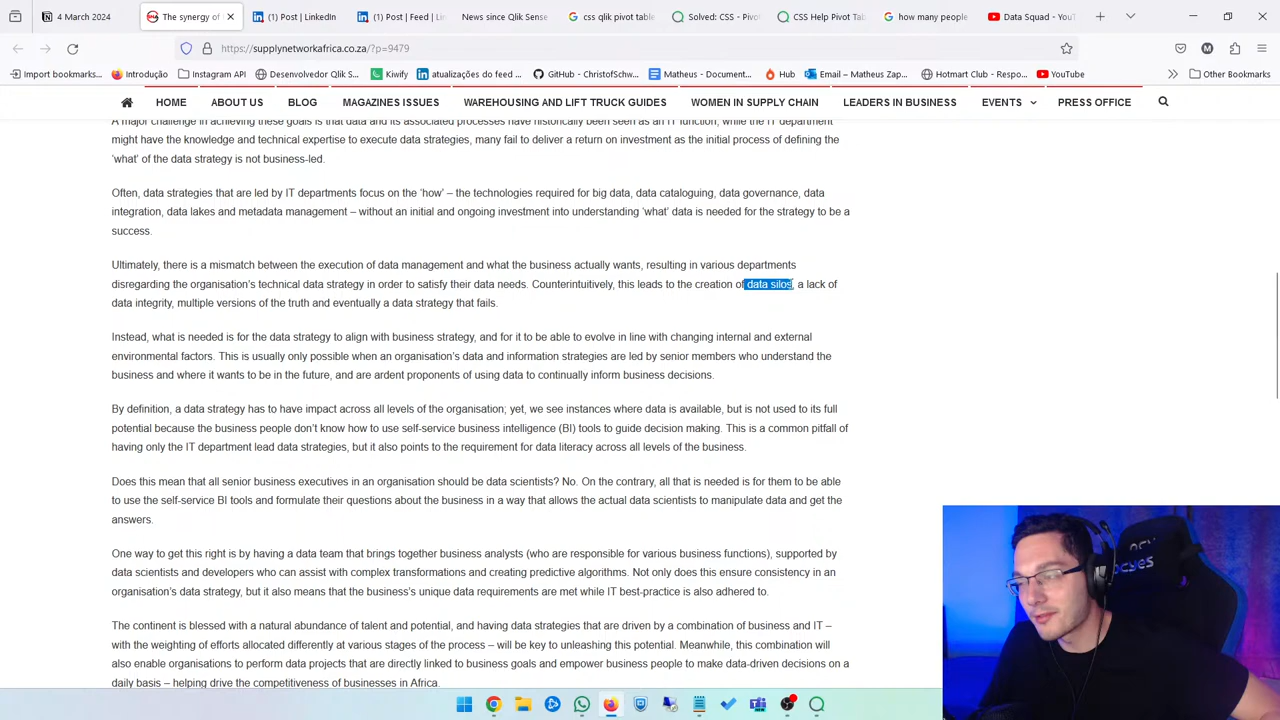 4 March 2024
The synergy of
(1) Post | LinkedIn
(1) Post | Feed | Li
News since Qlik Sense
css qlik pivot table
Solved: CSS - Pivo
CSS Help Pivot Tab
how many people
Data Squad - You
https://supplynetworkafrica.co.za/?p=9479
M
Import bookmarks...
Introdução
Instagram API
Desenvolvedor Qlik S...
Kiwify
atualizações do feed ...
GitHub - ChristofSchw...
Matheus - Document...
Hub
Email – Matheus Zap...
Hotmart Club - Respo...
YouTube
Other Bookmarks
HOME
ABOUT US
BLOG
MAGAZINES ISSUES
WAREHOUSING AND LIFT TRUCK GUIDES
WOMEN IN SUPPLY CHAIN
LEADERS IN BUSINESS
EVENTS
PRESS OFFICE
A major challenge in achieving these goals is that data and its associated processes have historically been seen as an IT function; while the IT department
might have the knowledge and technical expertise to execute data strategies, many fail to deliver a return on investment as the initial process of defining the
‘what’ of the data strategy is not business-led.
Often, data strategies that are led by IT departments focus on the ‘how’ – the technologies required for big data, data cataloguing, data governance, data
integration, data lakes and metadata management – without an initial and ongoing investment into understanding ‘what’ data is needed for the strategy to be a
success.
Ultimately, there is a mismatch between the execution of data management and what the business actually wants, resulting in various departments
disregarding the organisation’s technical data strategy in order to satisfy their data needs. Counterintuitively, this leads to the creation of data silos, a lack of
data integrity, multiple versions of the truth and eventually a data strategy that fails.
Instead, what is needed is for the data strategy to align with business strategy, and for it to be able to evolve in line with changing internal and external
environmental factors. This is usually only possible when an organisation’s data and information strategies are led by senior members who understand the
business and where it wants to be in the future, and are ardent proponents of using data to continually inform business decisions.
By definition, a data strategy has to have impact across all levels of the organisation; yet, we see instances where data is available, but is not used to its full
potential because the business people don’t know how to use self-service business intelligence (BI) tools to guide decision making. This is a common pitfall of
having only the IT department lead data strategies, but it also points to the requirement for data literacy across all levels of the business.
Does this mean that all senior business executives in an organisation should be data scientists? No. On the contrary, all that is needed is for them to be able
to use the self-service BI tools and formulate their questions about the business in a way that allows the actual data scientists to manipulate data and get the
answers.
One way to get this right is by having a data team that brings together business analysts (who are responsible for various business functions), supported by
data scientists and developers who can assist with complex transformations and creating predictive algorithms. Not only does this ensure consistency in an
organisation’s data strategy, but it also means that the business’s unique data requirements are met while IT best-practice is also adhered to.
The continent is blessed with a natural abundance of talent and potential, and having data strategies that are driven by a combination of business and IT –
with the weighting of efforts allocated differently at various stages of the process – will be key to unleashing this potential. Meanwhile, this combination will
also enable organisations to perform data projects that are directly linked to business goals and empower business people to make data-driven decisions on a
daily basis – helping drive the competitiveness of businesses in Africa.